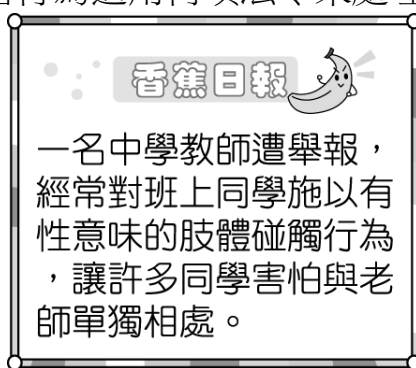 香蕉日報
一名中學教師遭舉報，
經常對班上同學施以有
性意味的肢體碰觸行為
，讓許多同學害怕與老
師單獨相處。